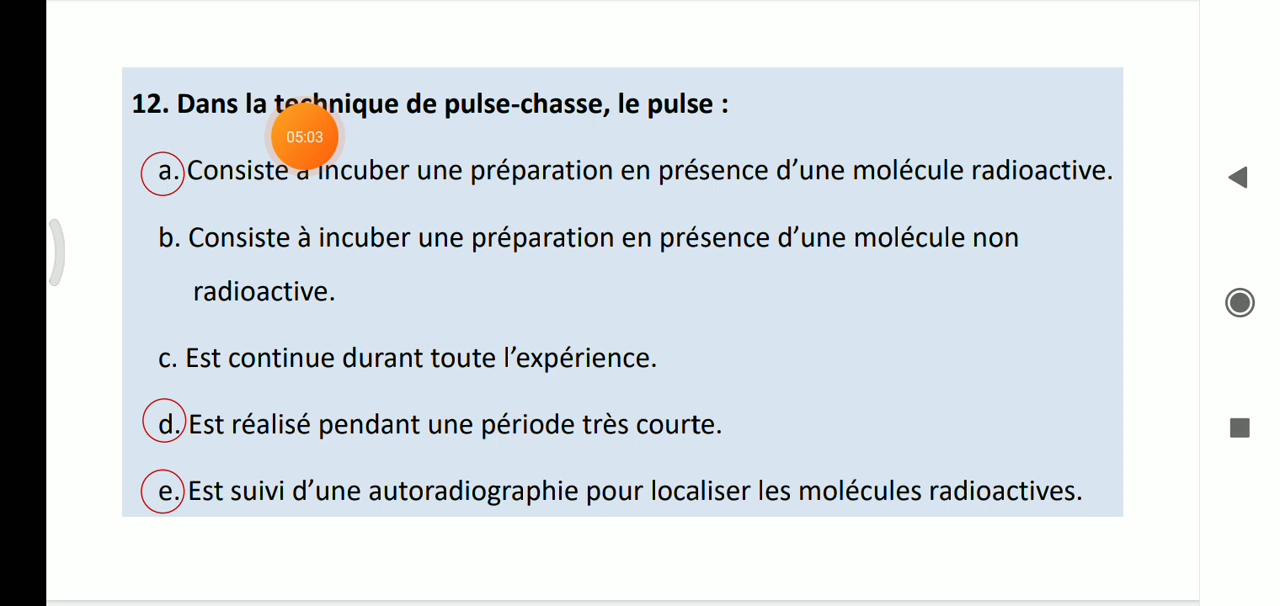 12. Dans la technique de pulse-chasse, le pulse :
05:03
a. Consiste à incuber une préparation en présence d’une molécule radioactive.
b. Consiste à incuber une préparation en présence d’une molécule non
radioactive.
c. Est continue durant toute l’expérience.
d. Est réalisé pendant une période très courte.
e. Est suivi d’une autoradiographie pour localiser les molécules radioactives.